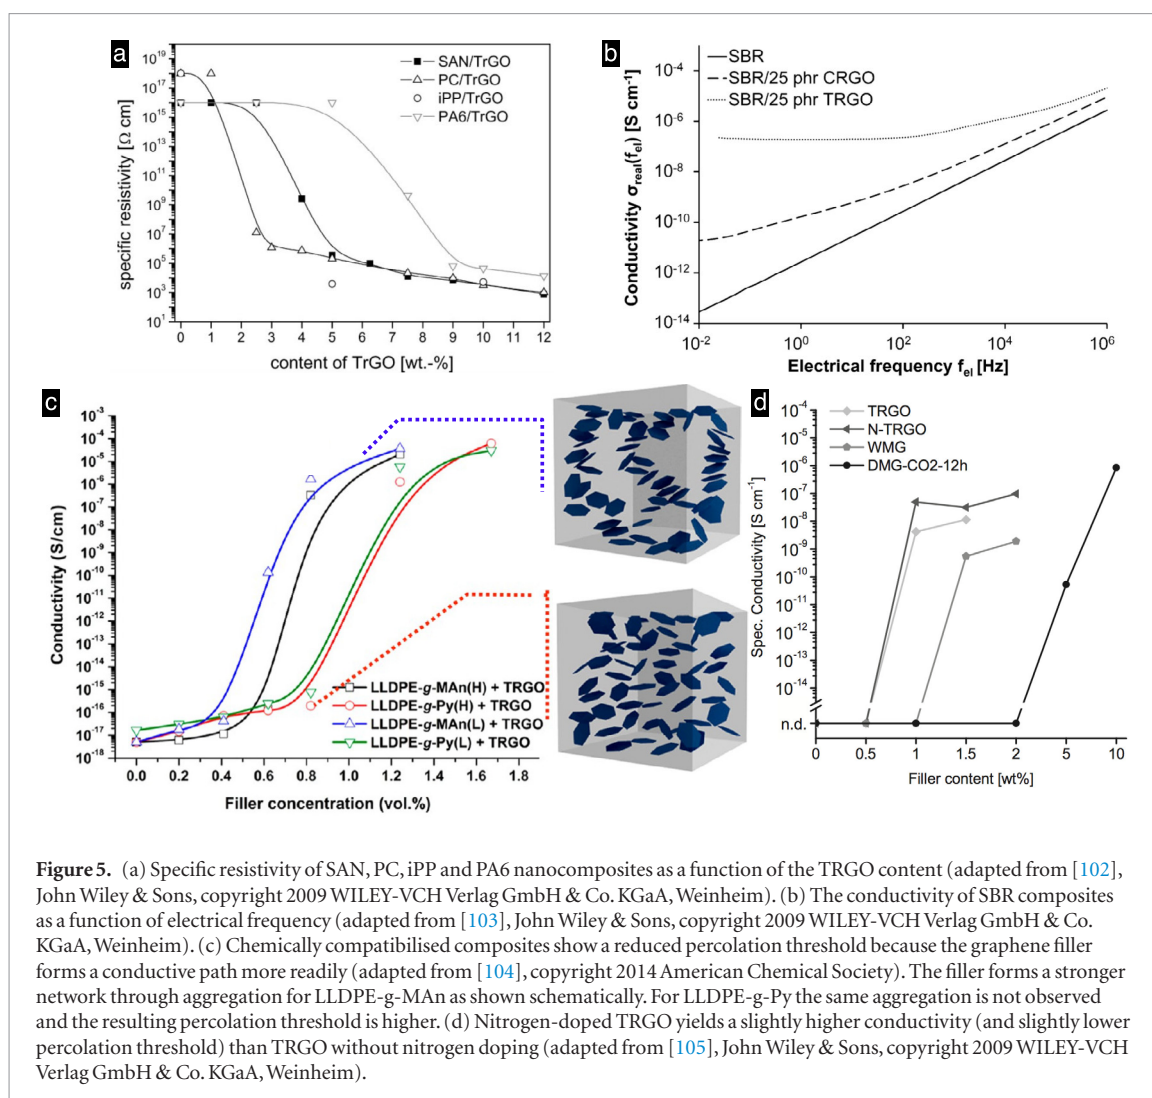 a
10^19
10^17
10^15
10^13
10^11
10^9
10^7
10^5
10^3
10^1
specific resistivity [Ω cm]
SAN/TrGO
PC/TrGO
iPP/TrGO
PA6/TrGO
0 1 2 3 4 5 6 7 8 9 10 11 12
content of TrGO [wt.-%]
b
SBR
SBR/25 phr CRGO
SBR/25 phr TRGO
10^-4
10^-6
10^-8
10^-10
10^-12
10^-14
Conductivity σreal(fel) [S cm^-1]
10^-2 10^0 10^2 10^4 10^6
Electrical frequency fel [Hz]
c
10^-3
10^-4
10^-5
10^-6
10^-7
10^-8
10^-9
10^-10
10^-11
10^-12
10^-13
10^-14
10^-15
10^-16
10^-17
10^-18
Conductivity (S/cm)
LLDPE-g-MAn(H) + TRGO
LLDPE-g-Py(H) + TRGO
LLDPE-g-MAn(L) + TRGO
LLDPE-g-Py(L) + TRGO
0.0 0.2 0.4 0.6 0.8 1.0 1.2 1.4 1.6 1.8
Filler concentration (vol.%)
d
TRGO
N-TRGO
WMG
DMG-CO2-12h
10^-4
10^-5
10^-6
10^-7
10^-8
10^-9
10^-10
10^-11
10^-12
10^-13
10^-14
n.d.
Spec. Conductivity [S cm^-1]
0 0.5 1 1.5 2 5 10
Filler content [wt%]
Figure 5. (a) Specific resistivity of SAN, PC, iPP and PA6 nanocomposites as a function of the TRGO content (adapted from [102],
John Wiley & Sons, copyright 2009 WILEY-VCH Verlag GmbH & Co. KGaA, Weinheim). (b) The conductivity of SBR composites
as a function of electrical frequency (adapted from [103], John Wiley & Sons, copyright 2009 WILEY-VCH Verlag GmbH & Co.
KGaA, Weinheim). (c) Chemically compatibilised composites show a reduced percolation threshold because the graphene filler
forms a conductive path more readily (adapted from [104], copyright 2014 American Chemical Society). The filler forms a stronger
network through aggregation for LLDPE-g-MAn as shown schematically. For LLDPE-g-Py the same aggregation is not observed
and the resulting percolation threshold is higher. (d) Nitrogen-doped TRGO yields a slightly higher conductivity (and slightly lower
percolation threshold) than TRGO without nitrogen doping (adapted from [105], John Wiley & Sons, copyright 2009 WILEY-VCH
Verlag GmbH & Co. KGaA, Weinheim).